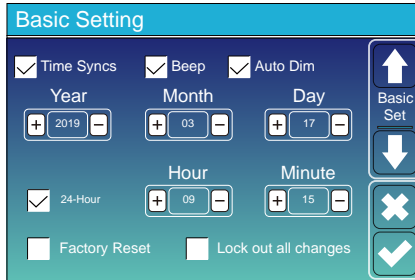 Basic Setting
Time Syncs Beep Auto Dim
Year Month Day
+ 2019 − + 03 − + 17 −
Basic
Set
Hour Minute
24-Hour + 09 − + 15 −
Factory Reset Lock out all changes